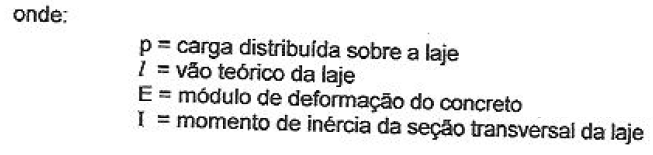 onde:
p = carga distribuída sobre a laje
l = vão teórico da laje
E = módulo de deformação do concreto
I = momento de inércia da seção transversal da laje